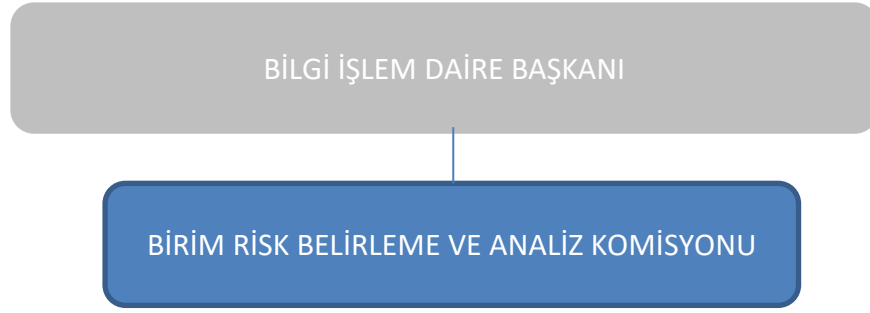 BİLGİ İŞLEM DAİRE BAŞKANI
BİRİM RİSK BELİRLEME VE ANALİZ KOMİSYONU